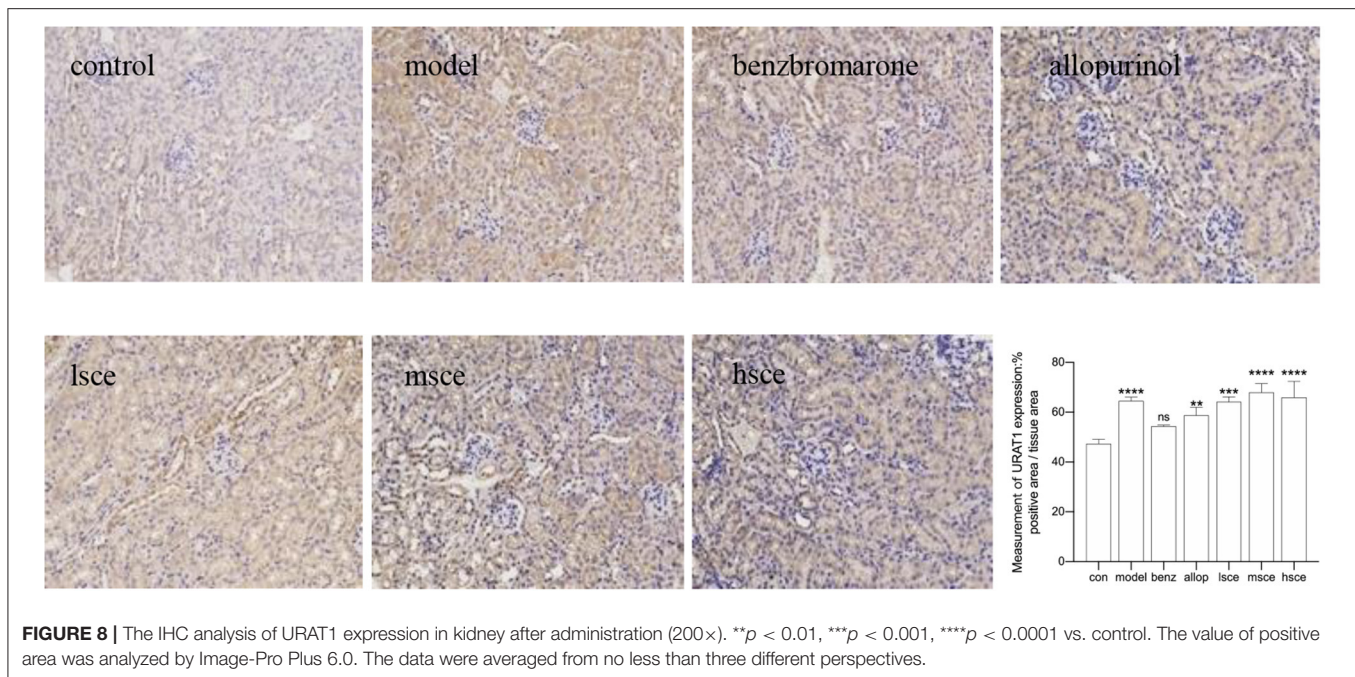 control
model
benzbromarone
allopurinol
lsce
msce
hsce
Measurement of URAT1 expression:%
positive area / tissue area
80
60
40
20
0
****
ns
**
***
****
****
con
model
benz
allop
lsce
msce
hsce
FIGURE 8 | The IHC analysis of URAT1 expression in kidney after administration (200×). **p < 0.01, ***p < 0.001, ****p < 0.0001 vs. control. The value of positive
area was analyzed by Image-Pro Plus 6.0. The data were averaged from no less than three different perspectives.